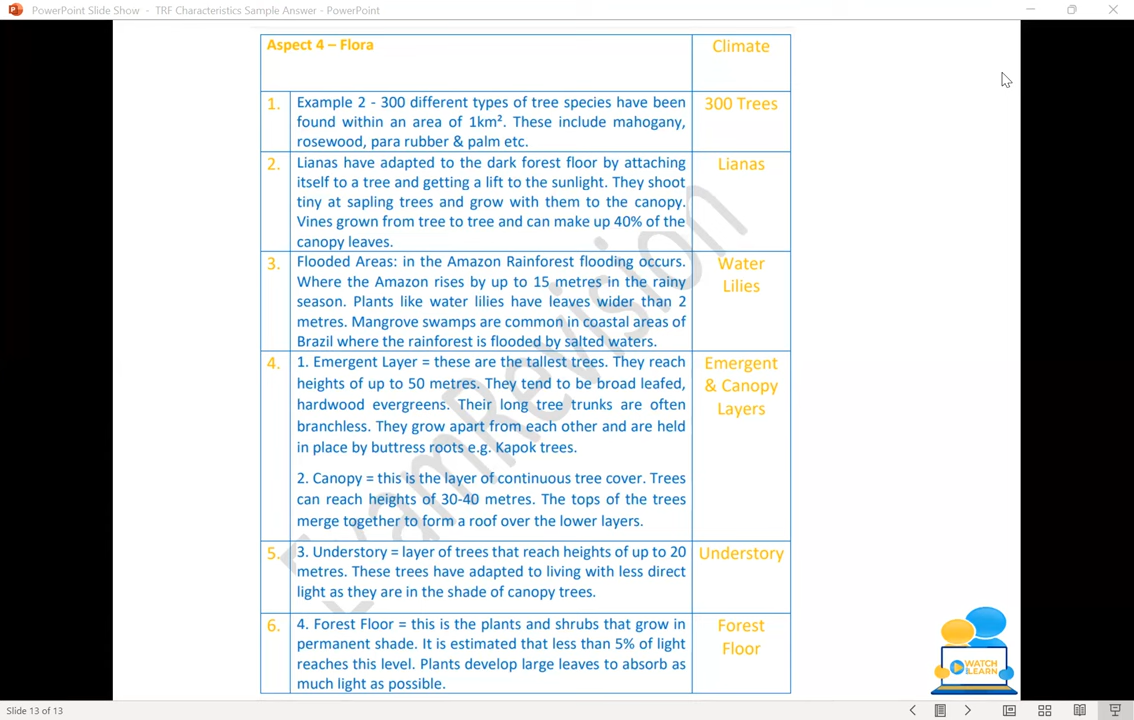 PowerPoint Slide Show - TRF Characteristics Sample Answer - PowerPoint
Aspect 4 – Flora
Climate
1.
Example 2 - 300 different types of tree species have been
found within an area of 1km². These include mahogany,
rosewood, para rubber & palm etc.
300 Trees
2.
Lianas have adapted to the dark forest floor by attaching
itself to a tree and getting a lift to the sunlight. They shoot
tiny at sapling trees and grow with them to the canopy.
Vines grown from tree to tree and can make up 40% of the
canopy leaves.
Lianas
3.
Flooded Areas: in the Amazon Rainforest flooding occurs.
Where the Amazon rises by up to 15 metres in the rainy
season. Plants like water lilies have leaves wider than 2
metres. Mangrove swamps are common in coastal areas of
Brazil where the rainforest is flooded by salted waters.
Water
Lilies
4.
1. Emergent Layer = these are the tallest trees. They reach
heights of up to 50 metres. They tend to be broad leafed,
hardwood evergreens. Their long tree trunks are often
branchless. They grow apart from each other and are held
in place by buttress roots e.g. Kapok trees.
2. Canopy = this is the layer of continuous tree cover. Trees
can reach heights of 30-40 metres. The tops of the trees
merge together to form a roof over the lower layers.
Emergent
& Canopy
Layers
5.
3. Understory = layer of trees that reach heights of up to 20
metres. These trees have adapted to living with less direct
light as they are in the shade of canopy trees.
Understory
6.
4. Forest Floor = this is the plants and shrubs that grow in
permanent shade. It is estimated that less than 5% of light
reaches this level. Plants develop large leaves to absorb as
much light as possible.
Forest
Floor
ExamRevision
WATCH
LEARN
Slide 13 of 13